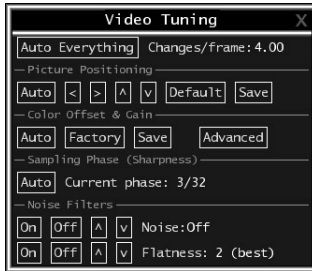 Video Tuning X
Auto Everything Changes/frame:4.00
Picture Positioning
Auto < > ^ v Default Save
Color Offset & Gain
Auto Factory Save Advanced
Sampling Phase (Sharpness)
Auto Current phase: 3/32
Noise Filters
On Off ^ v Noise:Off
On Off ^ v Flatness: 2 (best)